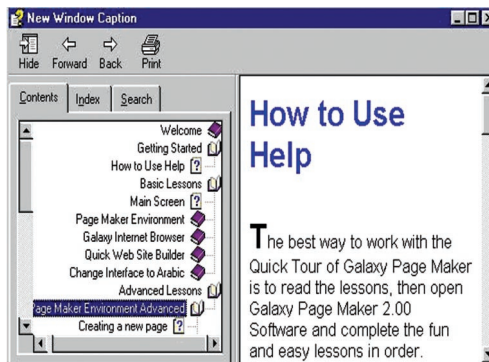 New Window Caption
Hide Forward Back Print
Contents Index Search
Welcome
Getting Started
How to Use Help
Basic Lessons
Main Screen
Page Maker Environment
Galaxy Internet Browser
Quick Web Site Builder
Change Interface to Arabic
Advanced Lessons
Page Maker Environment Advanced
Creating a new page
How to Use
Help
The best way to work with the
Quick Tour of Galaxy Page Maker
is to read the lessons, then open
Galaxy Page Maker 2.00
Software and complete the fun
and easy lessons in order.